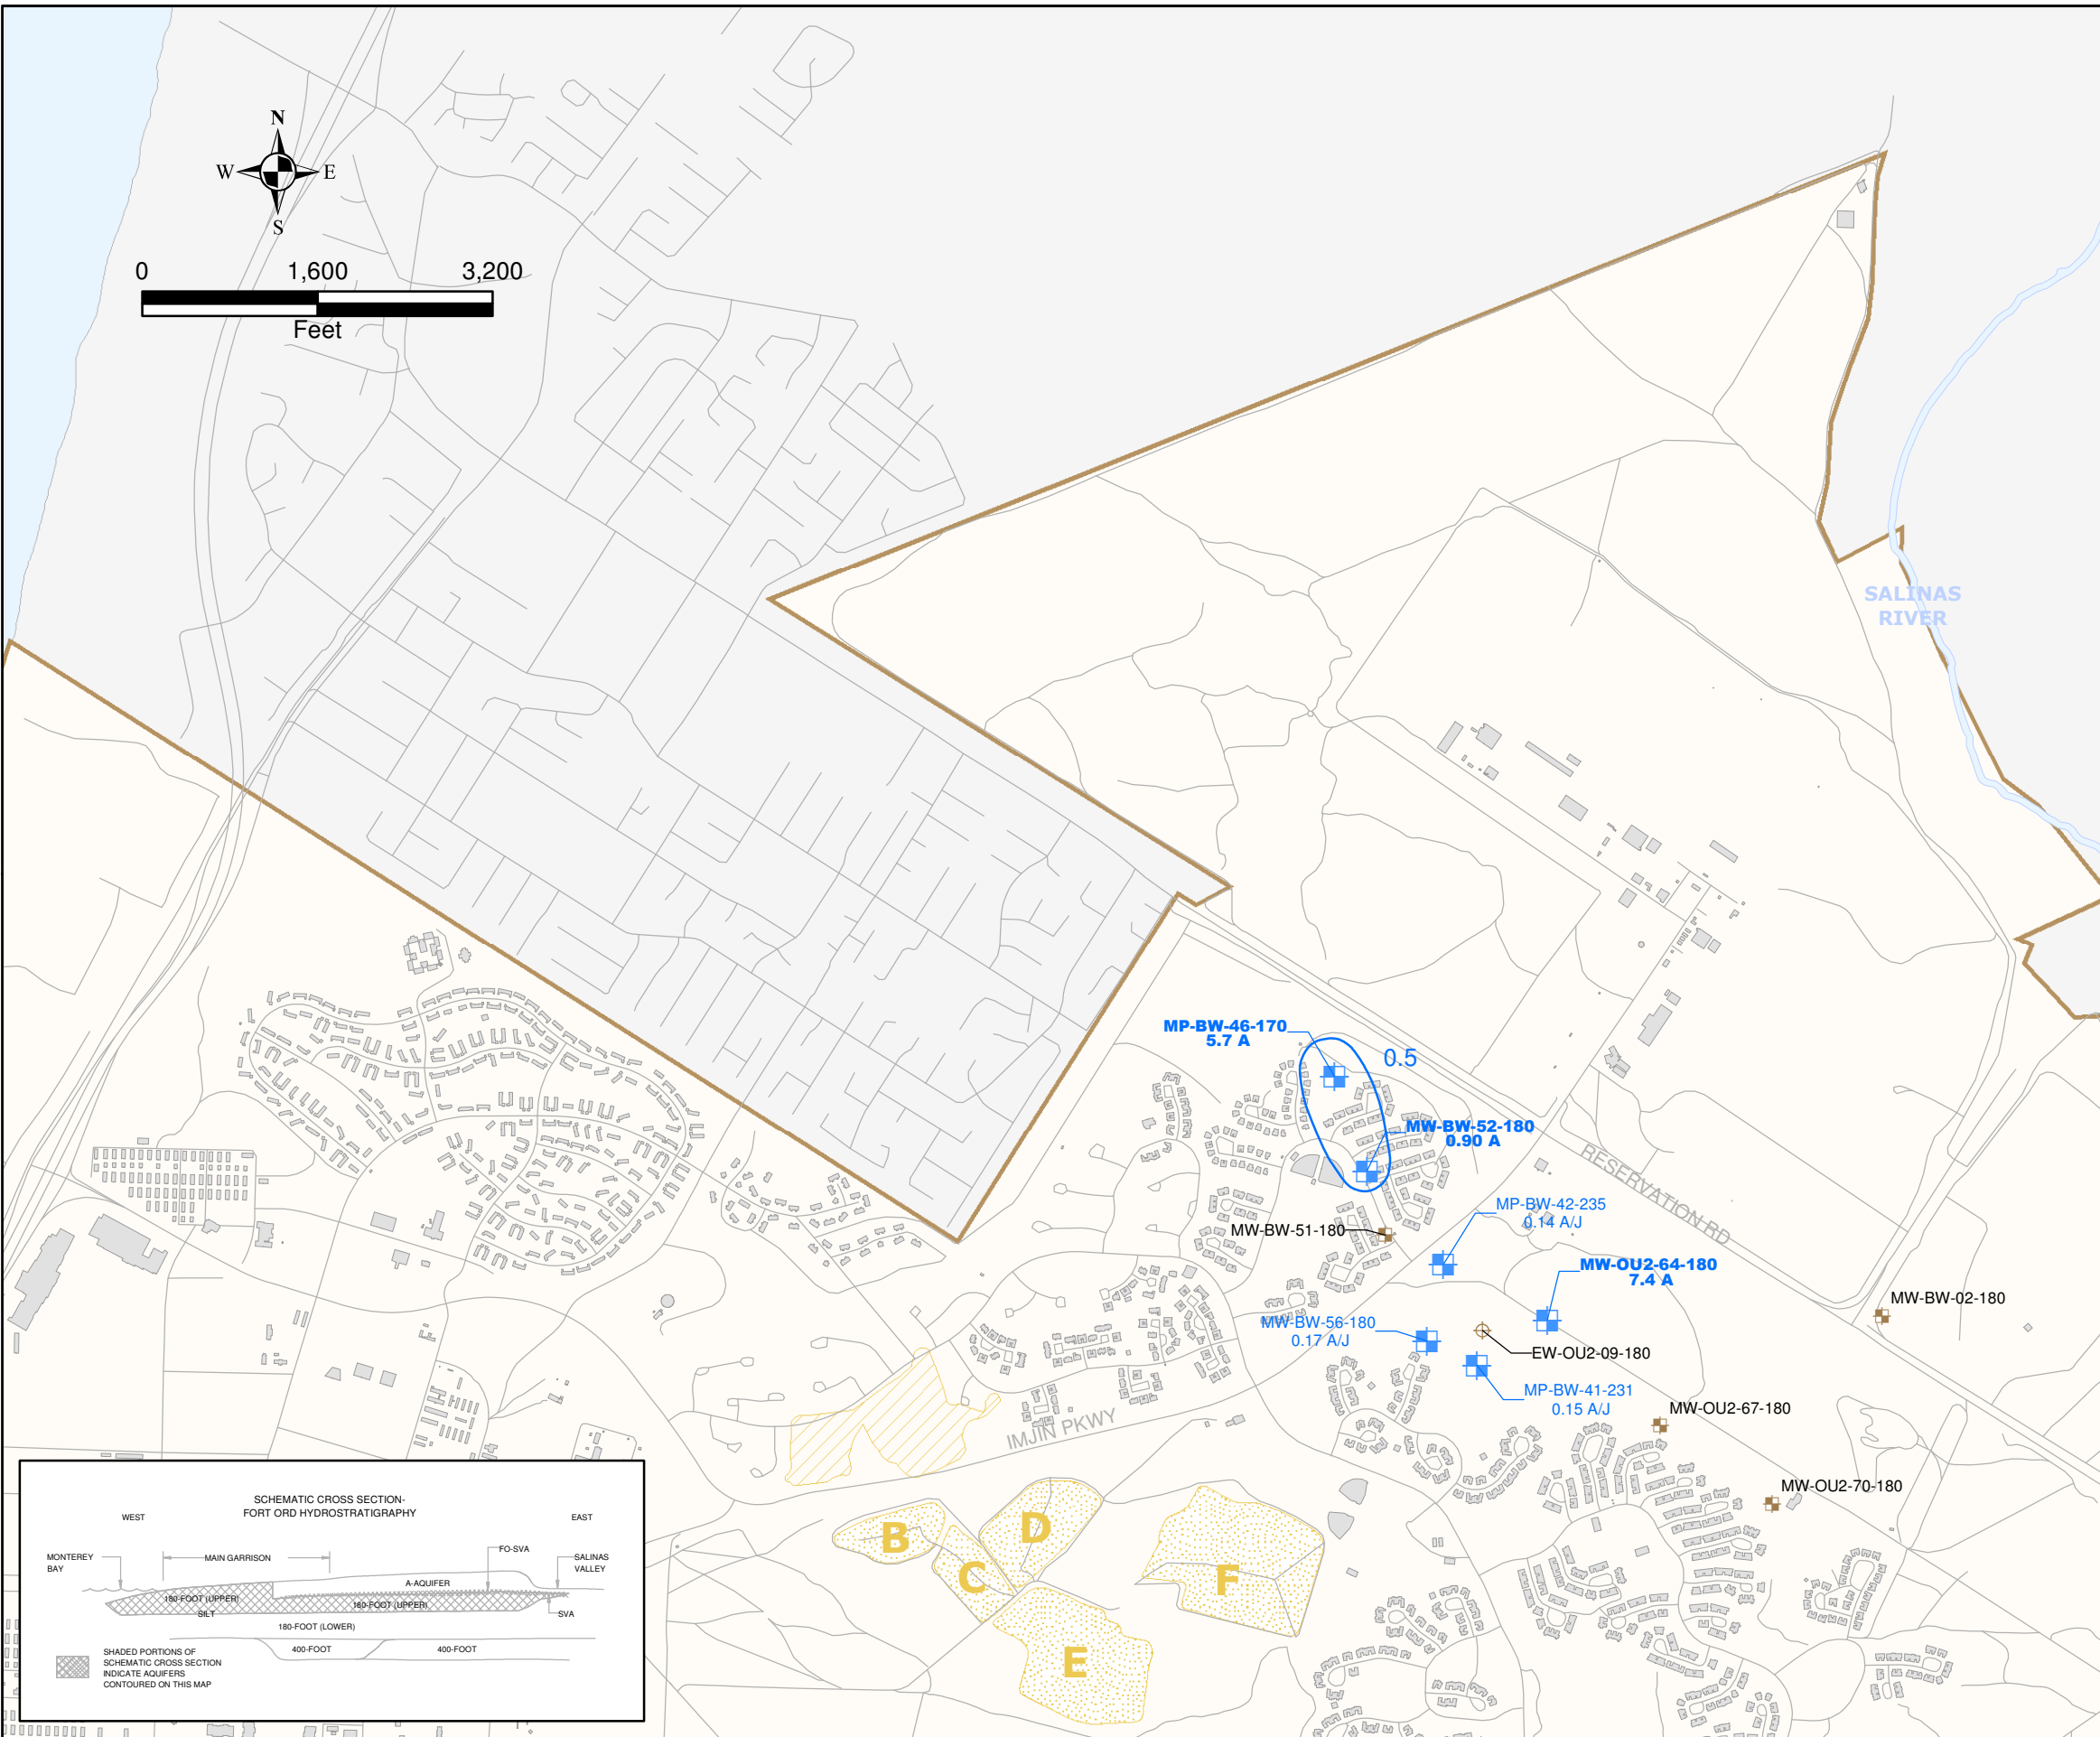 N
W E
S
0 1,600 3,200
Feet
SALINAS
RIVER
MP-BW-46-170
5.7 A
0.5
MW-BW-52-180
0.90 A
RESERVATION RD
MP-BW-42-235
0.14 A/J
MW-BW-51-180
MW-OU2-64-180
7.4 A
MW-BW-02-180
MW-BW-56-180
0.17 A/J
EW-OU2-09-180
MP-BW-41-231
0.15 A/J
MW-OU2-67-180
IMJIN PKWY
MW-OU2-70-180
B
C
D
E
F
SCHEMATIC CROSS SECTION-
FORT ORD HYDROSTRATIGRAPHY
WEST EAST
MONTEREY
BAY
MAIN GARRISON
FO-SVA
SALINAS
VALLEY
A-AQUIFER
180-FOOT (UPPER)
180-FOOT (UPPER)
SILT
SVA
180-FOOT (LOWER)
400-FOOT
400-FOOT
SHADED PORTIONS OF
SCHEMATIC CROSS SECTION
INDICATE AQUIFERS
CONTOURED ON THIS MAP